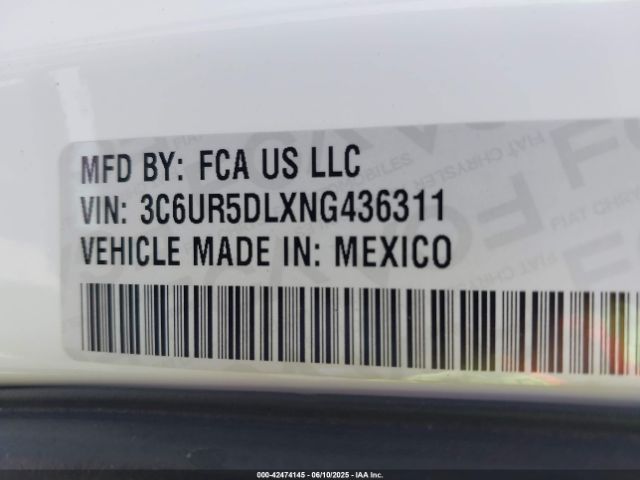 MFD BY: FCA US LLC
VIN: 3C6UR5DLXNG436311
VEHICLE MADE IN: MEXICO
000-42474145 - 06/10/2025 - IAA Inc.